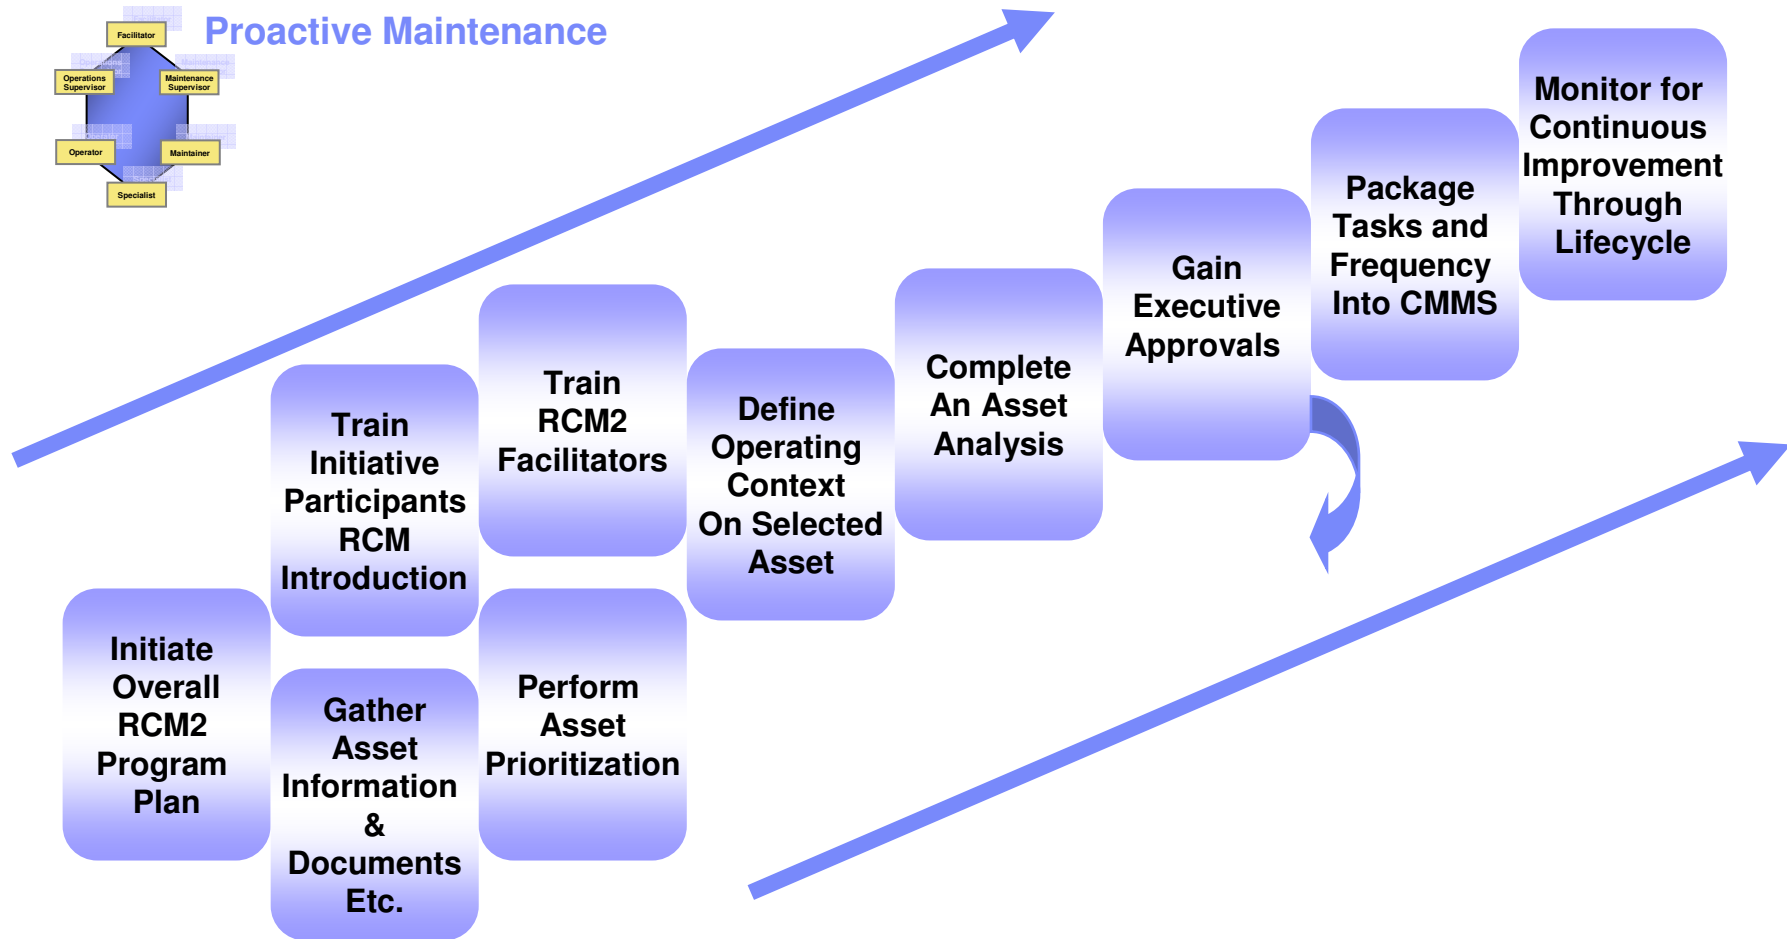 Proactive Maintenance
Facilitator
Operations
Supervisor
Maintenance
Supervisor
Operator
Maintainer
Specialist
Initiate
Overall
RCM2
Program
Plan
Train
Initiative
Participants
RCM
Introduction
Gather
Asset
Information
&
Documents
Etc.
Train
RCM2
Facilitators
Perform
Asset
Prioritization
Define
Operating
Context
On Selected
Asset
Complete
An Asset
Analysis
Gain
Executive
Approvals
Package
Tasks and
Frequency
Into CMMS
Monitor for
Continuous
Improvement
Through
Lifecycle